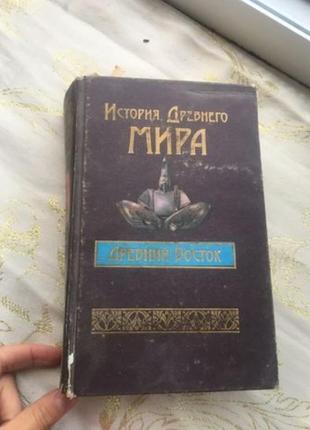 История Древнего
МИРА
Древний Восток